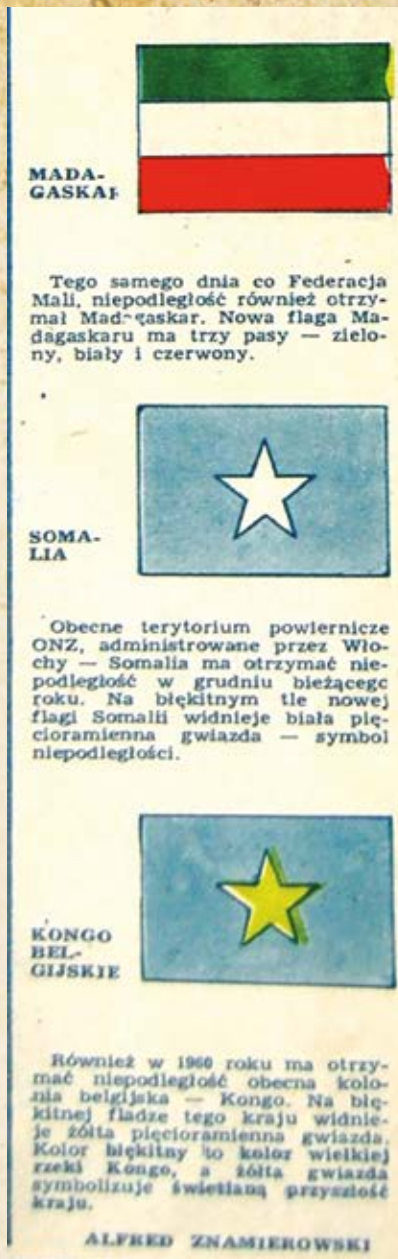 MADA-
GASKAR
Tego samego dnia co Federacja
Mali, niepodległość również otrzy-
mał Madagaskar. Nowa flaga Ma-
dagaskaru ma trzy pasy — zielo-
ny, biały i czerwony.
SOMA-
LIA
Obecne terytorium powiernicze
ONZ, administrowane przez Wło-
chy — Somalia ma otrzymać nie-
podległość w grudniu bieżącego
roku. Na błękitnym tle nowej
flagi Somalii widnieje biała pię-
cioramienna gwiazda — symbol
niepodległości.
KONGO
BEL-
GIJSKIE
Również w 1960 roku ma otrzy-
mać niepodległość obecna kolo-
nia belgijska — Kongo. Na błę-
kitnej fladze tego kraju widnie-
je żółta pięcioramienna gwiazda.
Kolor błękitny to kolor wielkiej
rzeki Kongo, a żółta gwiazda
symbolizuje świetlaną przyszłość
kraju.
ALFRED ZNAMIEROWSKI